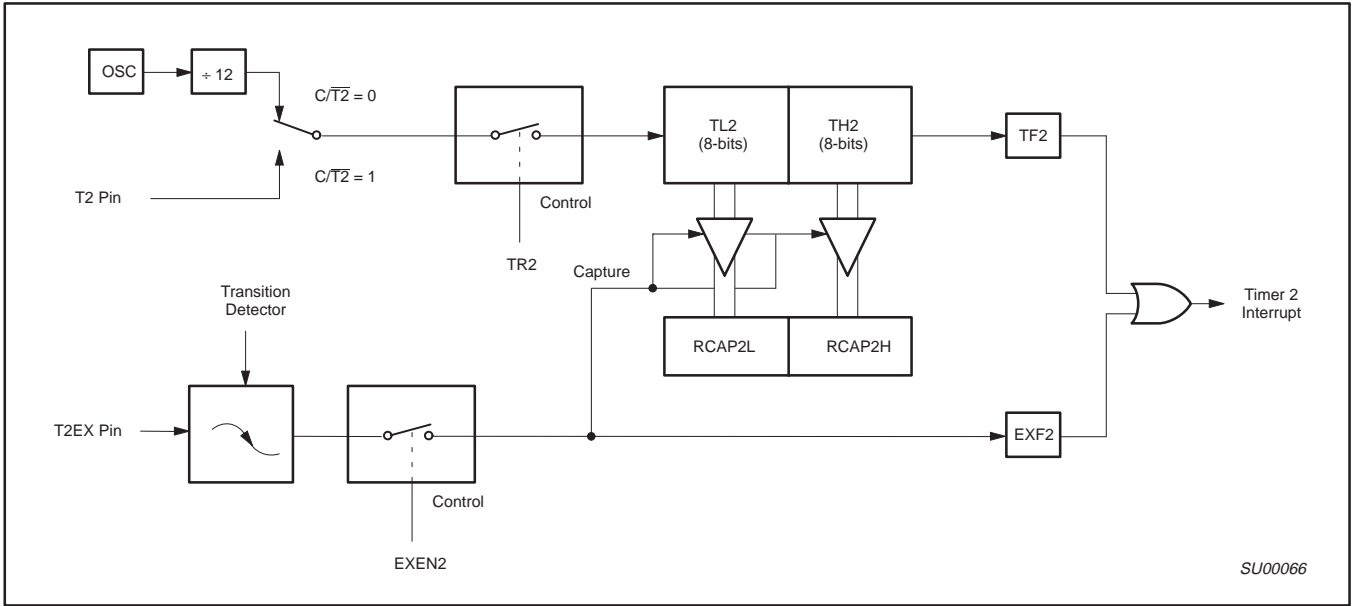 OSC
÷ 12
C/T2 = 0
C/T2 = 1
T2 Pin
Control
TR2
TL2
(8-bits)
TH2
(8-bits)
TF2
Capture
Transition
Detector
RCAP2L
RCAP2H
Timer 2
Interrupt
T2EX Pin
EXF2
Control
EXEN2
SU00066